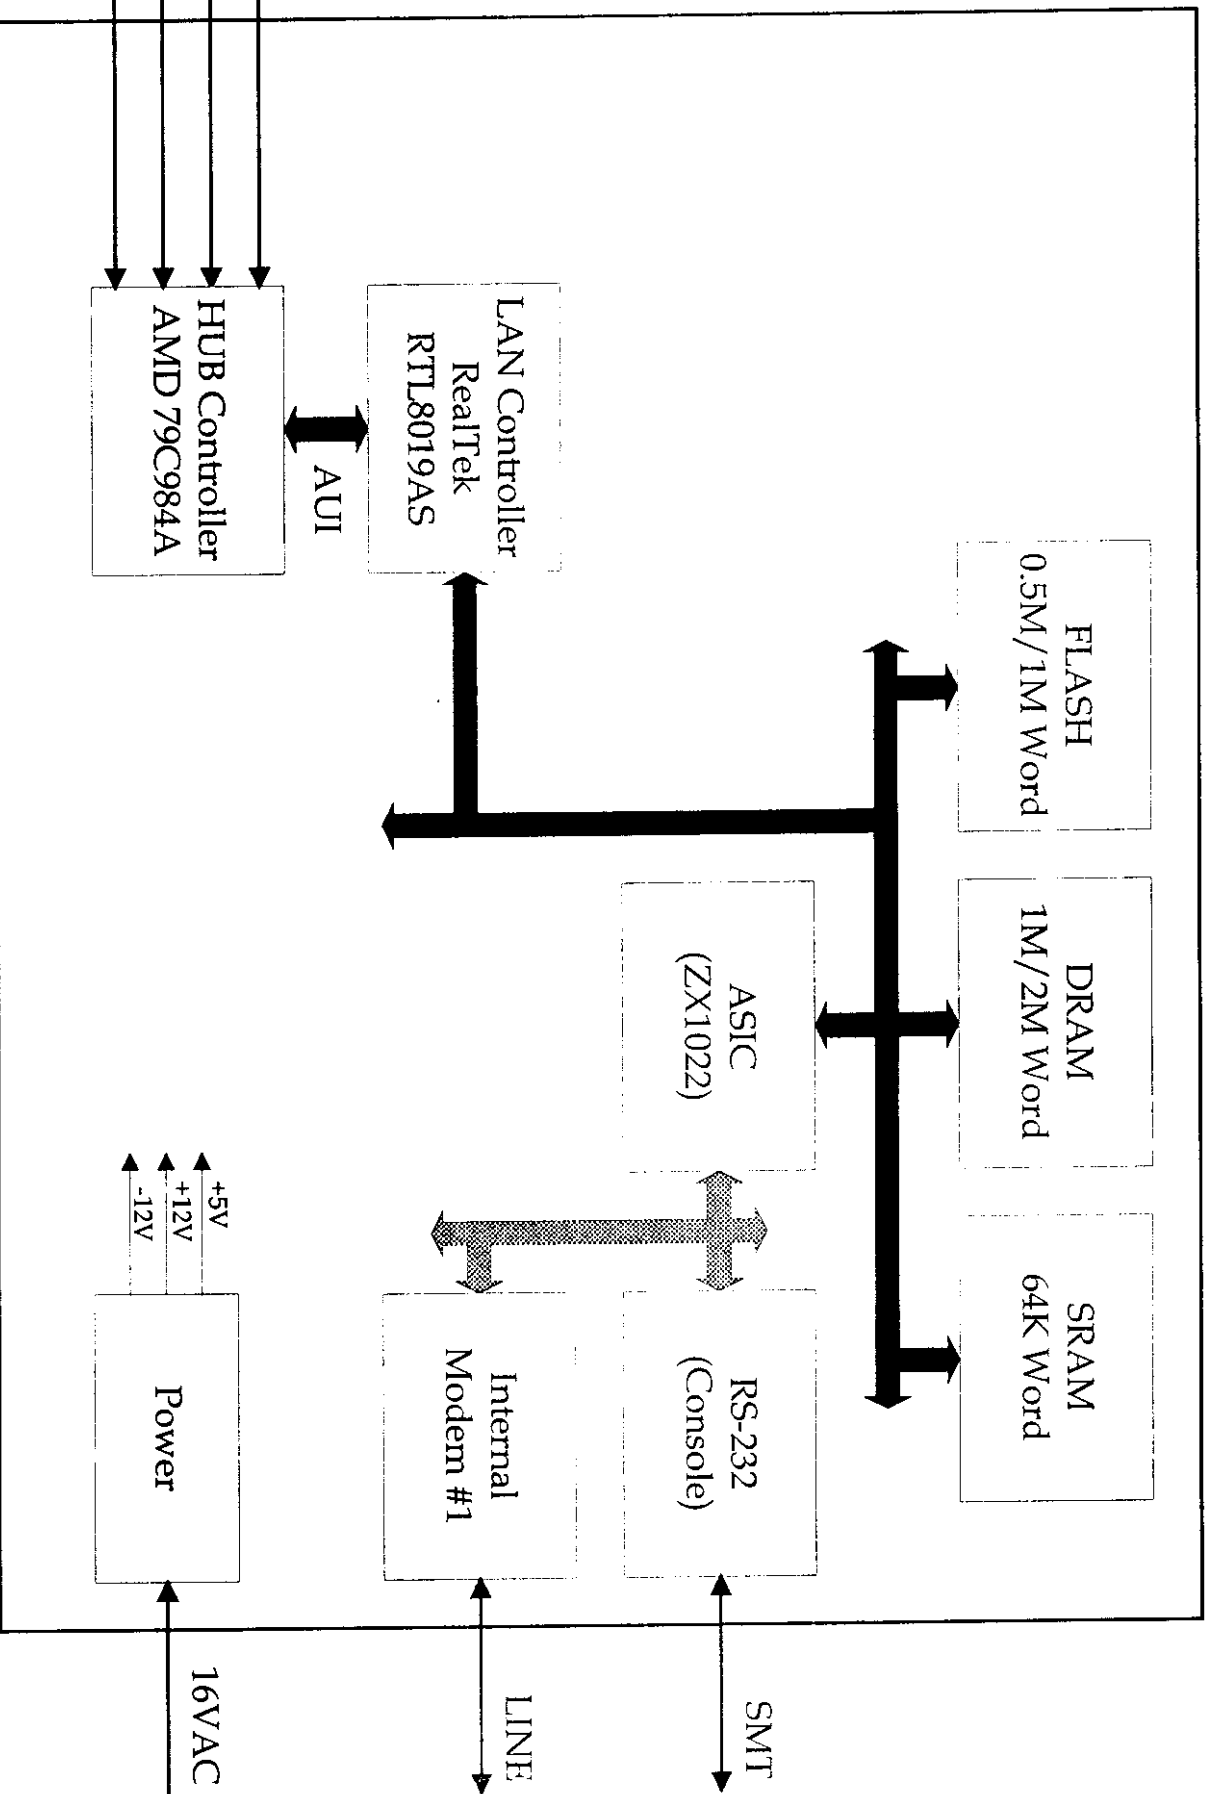 FLASH
0.5M/1M Word
DRAM
1M/2M Word
SRAM
64K Word
LAN Controller
RealTek
RTL8019AS
ASIC
(ZX1022)
RS-232
(Console)
SMT
AUI
Internal
Modem #1
LINE
HUB Controller
AMD 79C984A
+5V
+12V
-12V
Power
16VAC